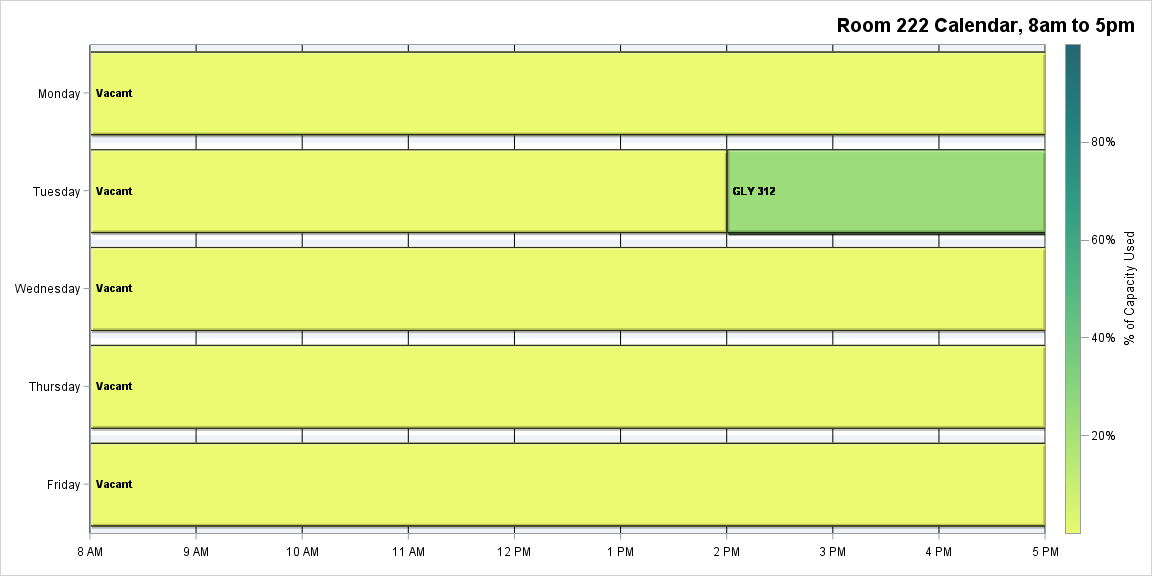 Room 222 Calendar, 8am to 5pm
Monday
Vacant
Tuesday
Vacant
GLY 312
Wednesday
Vacant
Thursday
Vacant
Friday
Vacant
8 AM
9 AM
10 AM
11 AM
12 PM
1 PM
2 PM
3 PM
4 PM
5 PM
80%
60%
40%
20%
% of Capacity Used